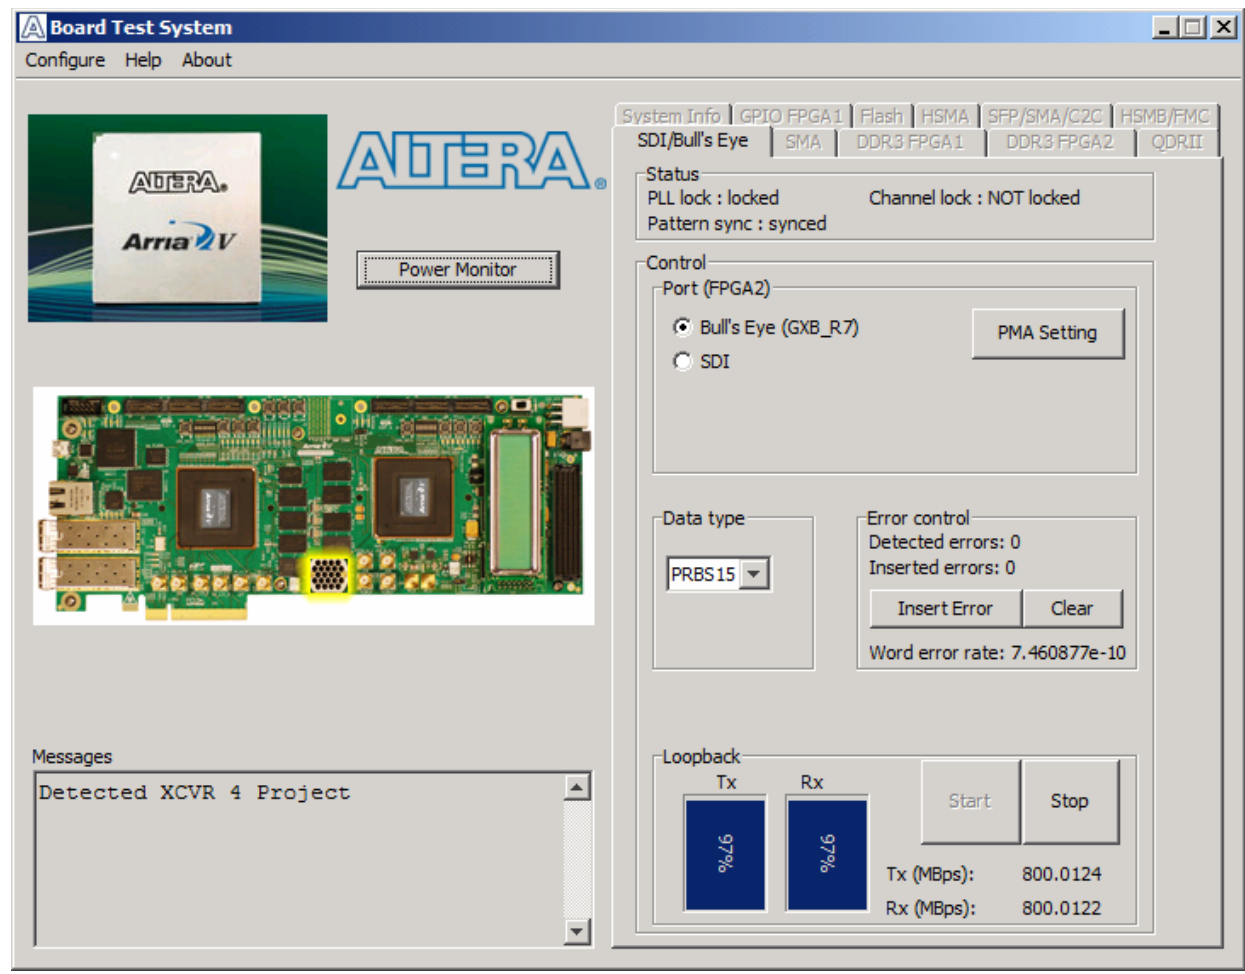 Board Test System
Configure Help About
System Info GPIO FPGA1 Flash HSMA SFP/SMA/C2C HSMB/FMC
SDI/Bull's Eye SMA DDR3 FPGA1 DDR3 FPGA2 QDRII
ALTERA®
ALTERA®
Arria V
Power Monitor
Status
PLL lock : locked Channel lock : NOT locked
Pattern sync : synced
Control
Port (FPGA2)
Bull's Eye (GXB_R7)
PMA Setting
SDI
Data type
PRBS15
Error control
Detected errors: 0
Inserted errors: 0
Insert Error Clear
Word error rate: 7.460877e-10
Messages
Detected XCVR 4 Project
Loopback
Tx Rx
97% 97%
Start Stop
Tx (MBps): 800.0124
Rx (MBps): 800.0122